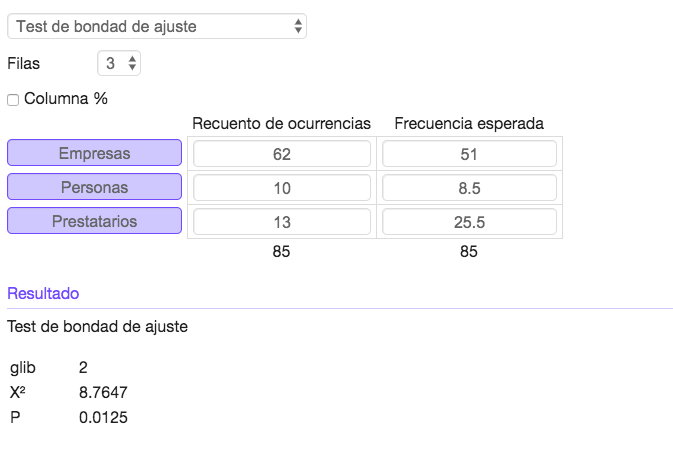 Test de bondad de ajuste
Filas 3
Columna %
Recuento de ocurrencias Frecuencia esperada
Empresas 62 51
Personas 10 8.5
Prestatarios 13 25.5
85 85
Resultado
Test de bondad de ajuste
glib 2
X² 8.7647
P 0.0125